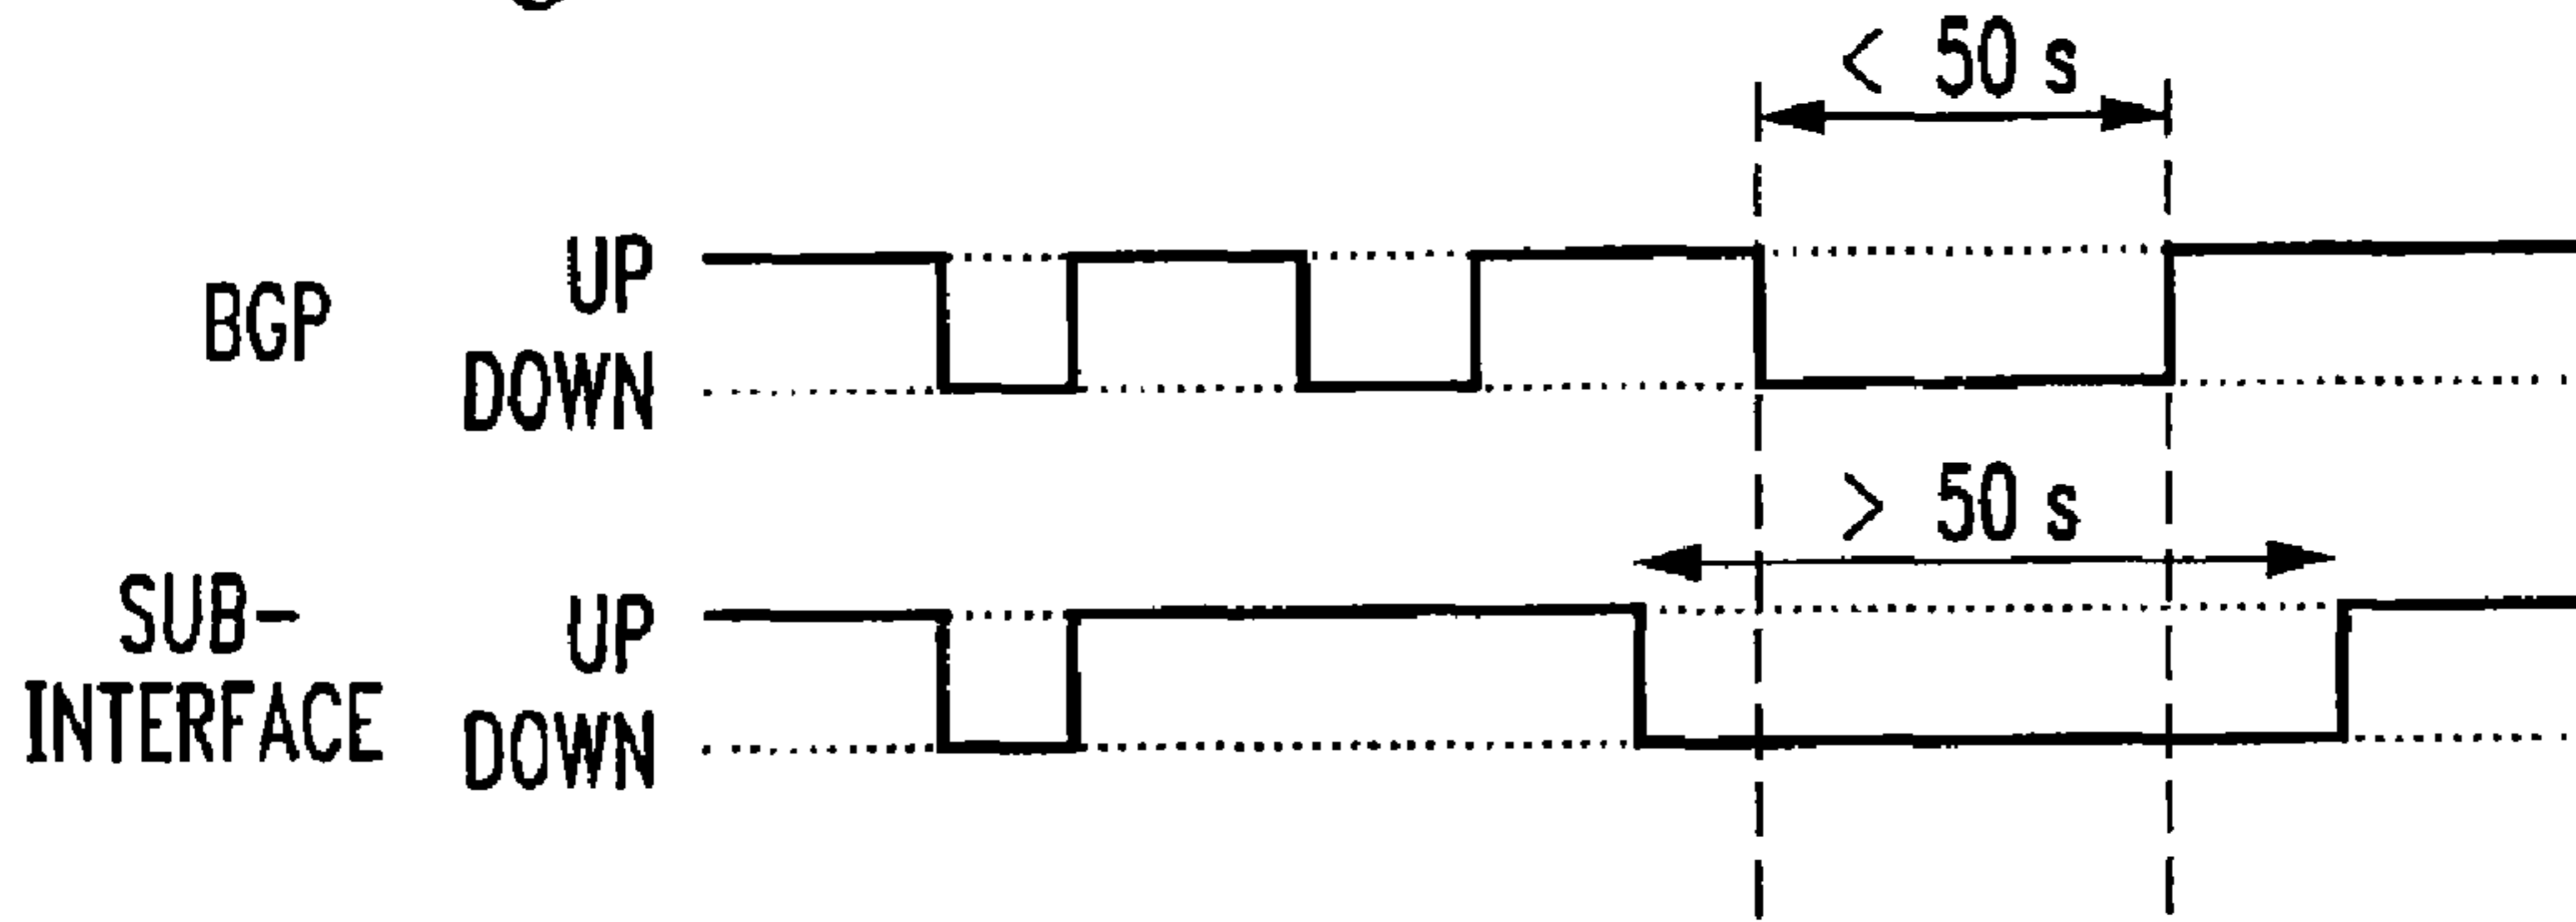 < 50 s
BGP
UP
DOWN
> 50 s
SUB-
INTERFACE
UP
DOWN